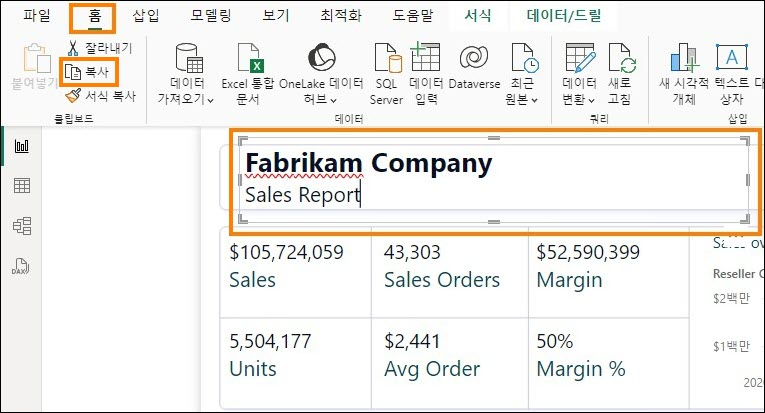 파일 홈 삽입 모델링 보기 최적화 도움말 서식 데이터/드릴
붙여넣기
잘라내기
복사
서식 복사
클립보드
데이터
가져오기
Excel 통합
문서
OneLake 데이터
허브
SQL
Server
데이터
입력
Dataverse
최근
원본
데이터
데이터
변환
새로
고침
쿼리
새 시각적
개체
텍스트
상자
삽입
DAX
Fabrikam Company
Sales Report
$105,724,059
Sales
43,303
Sales Orders
$52,590,399
Margin
5,504,177
Units
$2,441
Avg Order
50%
Margin %
Reseller
$2백만
$1백만